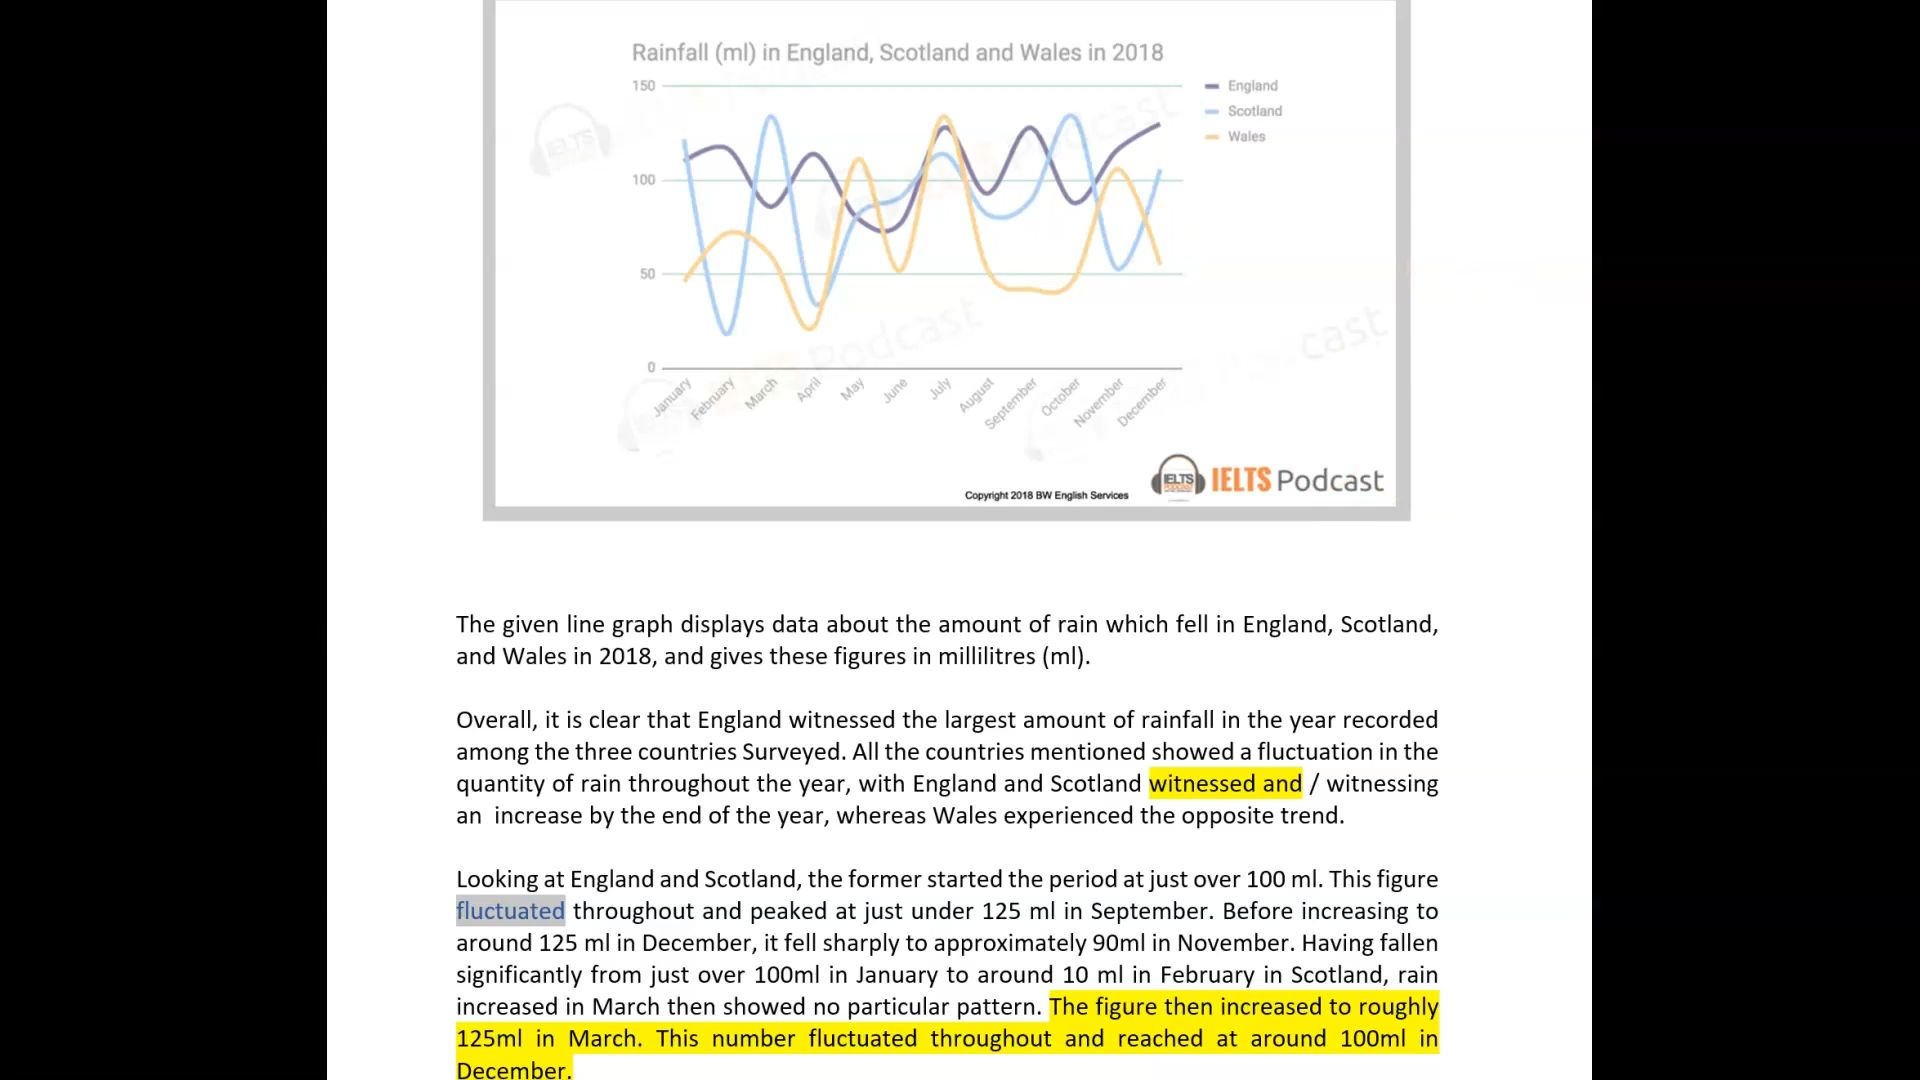 Rainfall (ml) in England, Scotland and Wales in 2018
150
100
50
0
England
Scotland
Wales
January
February
March
April
May
June
July
August
September
October
November
December
IELTS
Podcast
cast
Podcast
IELTS Podcast
Copyright 2018 BW English Services
The given line graph displays data about the amount of rain which fell in England, Scotland,
and Wales in 2018, and gives these figures in millilitres (ml).
Overall, it is clear that England witnessed the largest amount of rainfall in the year recorded
among the three countries Surveyed. All the countries mentioned showed a fluctuation in the
quantity of rain throughout the year, with England and Scotland witnessed and / witnessing
an increase by the end of the year, whereas Wales experienced the opposite trend.
Looking at England and Scotland, the former started the period at just over 100 ml. This figure
fluctuated throughout and peaked at just under 125 ml in September. Before increasing to
around 125 ml in December, it fell sharply to approximately 90ml in November. Having fallen
significantly from just over 100ml in January to around 10 ml in February in Scotland, rain
increased in March then showed no particular pattern. The figure then increased to roughly
125ml in March. This number fluctuated throughout and reached at around 100ml in
December.